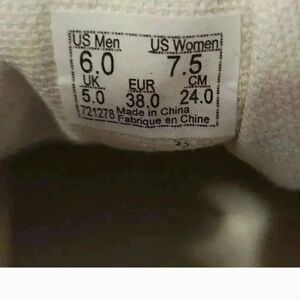 US Men US Women
6.0 7.5
UK EUR CM
5.0 38.0 24.0
721278 Made in China
Fabrique en Chine